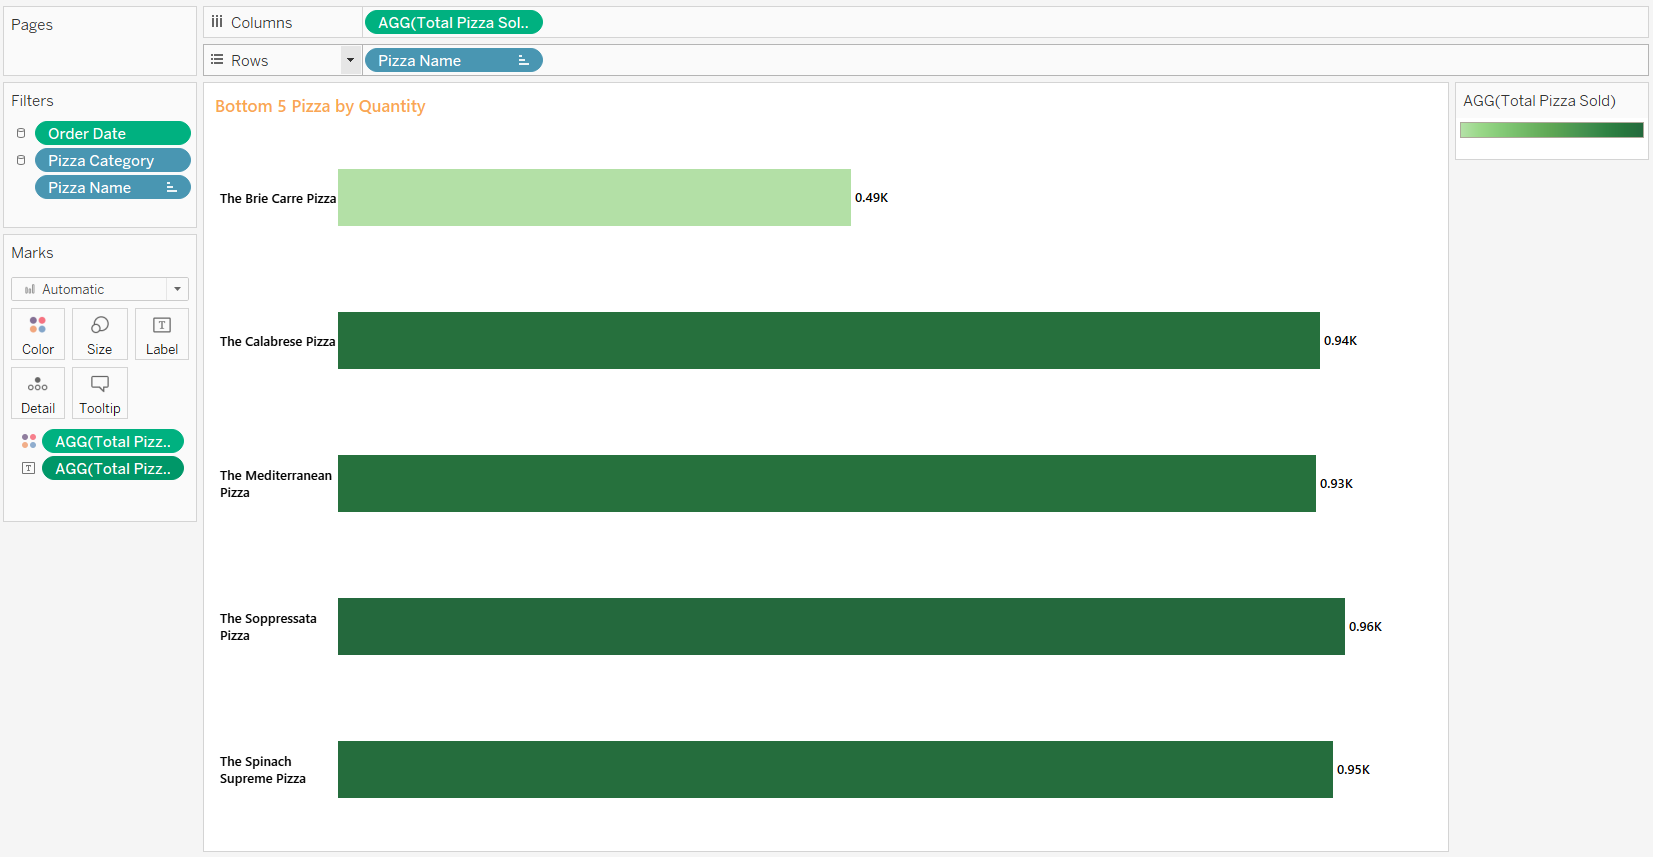 Pages
Columns
AGG(Total Pizza Sol..
Rows
Pizza Name
Filters
Order Date
Pizza Category
Pizza Name
Marks
Automatic
Color
Size
T
Label
Detail
Tooltip
AGG(Total Pizz..
T
AGG(Total Pizz..
Bottom 5 Pizza by Quantity
The Brie Carre Pizza
0.49K
The Calabrese Pizza
0.94K
The Mediterranean
Pizza
0.93K
The Soppressata
Pizza
0.96K
The Spinach
Supreme Pizza
0.95K
AGG(Total Pizza Sold)